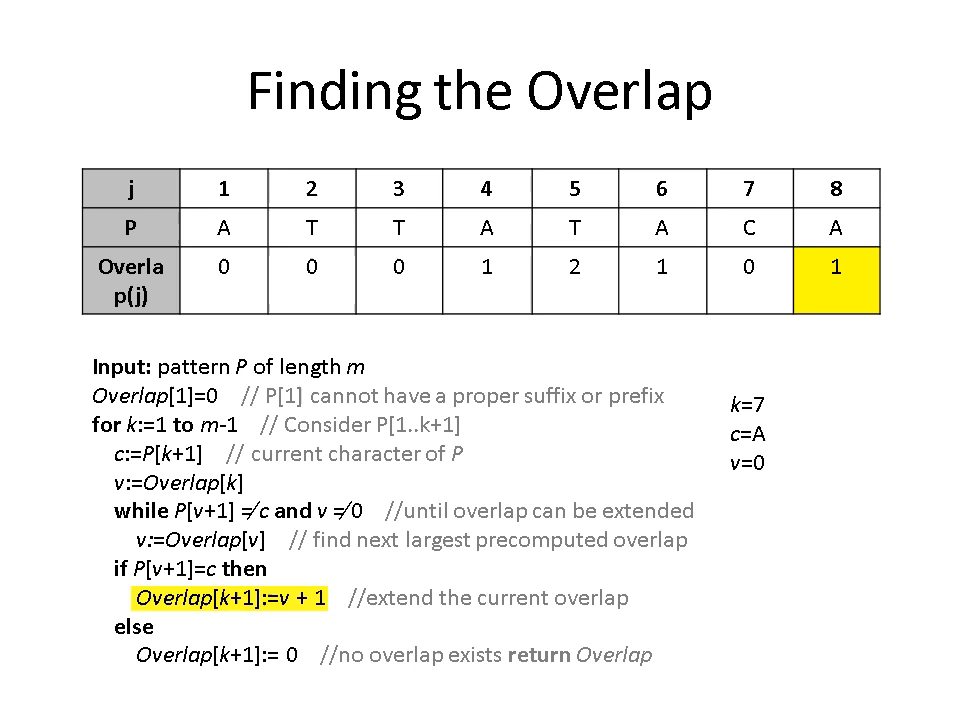 Finding the Overlap
j 1 2 3 4 5 6 7 8
P A T T A T A C A
Overla 0 0 0 1 2 1 0 1
p(j)
Input: pattern P of length m
Overlap[1]=0 // P[1] cannot have a proper suffix or prefix
for k:=1 to m-1 // Consider P[1..k+1]
c:=P[k+1] // current character of P
v:=Overlap[k]
while P[v+1] ≠ c and v ≠ 0 //until overlap can be extended
v:=Overlap[v] // find next largest precomputed overlap
if P[v+1]=c then
Overlap[k+1]:=v + 1 //extend the current overlap
else
Overlap[k+1]:= 0 //no overlap exists return Overlap
k=7
c=A
v=0